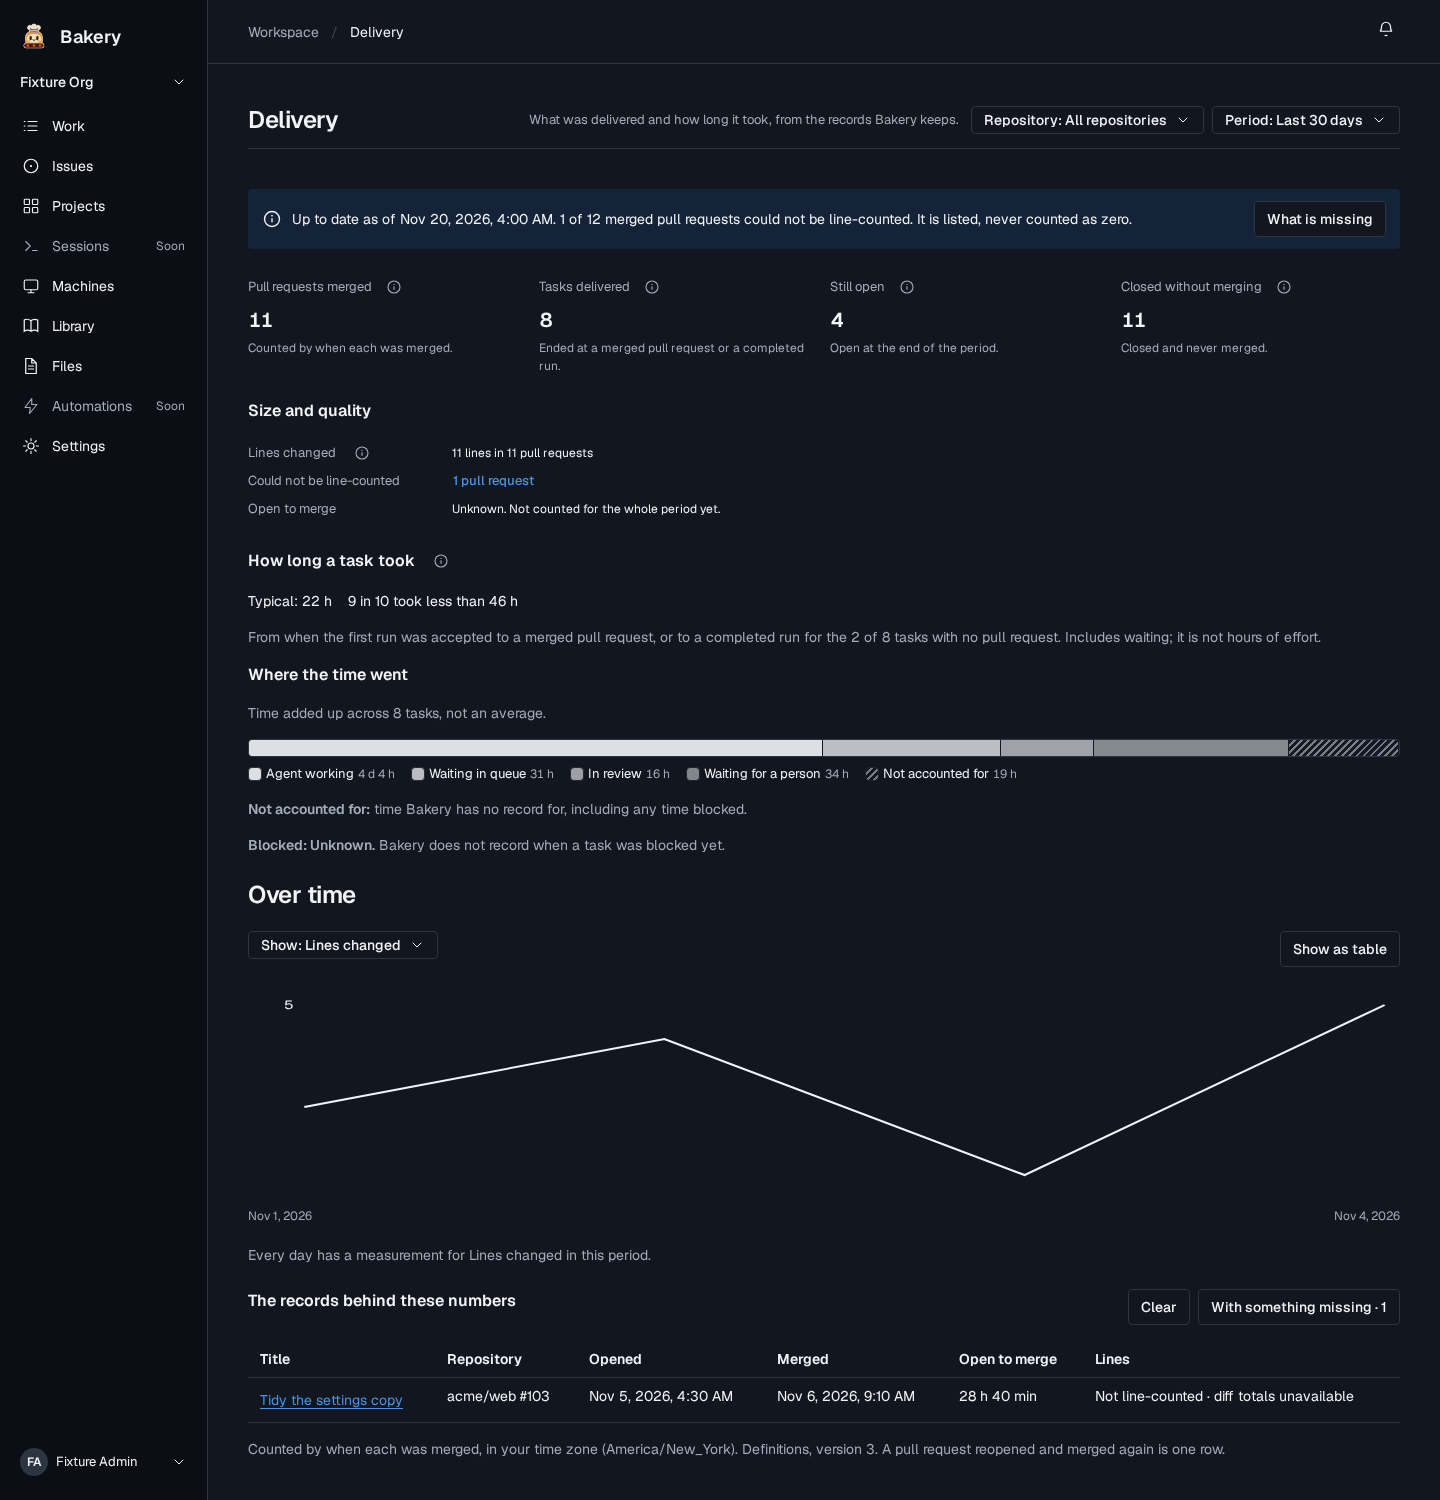 Bakery
Fixture Org
Work
Issues
Projects
Sessions Soon
Machines
Library
Files
Automations Soon
Settings
FA Fixture Admin
Workspace / Delivery
Delivery
What was delivered and how long it took, from the records Bakery keeps.
Repository: All repositories
Period: Last 30 days
Up to date as of Nov 20, 2026, 4:00 AM. 1 of 12 merged pull requests could not be line-counted. It is listed, never counted as zero.
What is missing
Pull requests merged
11
Counted by when each was merged.
Tasks delivered
8
Ended at a merged pull request or a completed
run.
Still open
4
Open at the end of the period.
Closed without merging
11
Closed and never merged.
Size and quality
Lines changed 11 lines in 11 pull requests
Could not be line-counted 1 pull request
Open to merge Unknown. Not counted for the whole period yet.
How long a task took
Typical: 22 h 9 in 10 took less than 46 h
From when the first run was accepted to a merged pull request, or to a completed run for the 2 of 8 tasks with no pull request. Includes waiting; it is not hours of effort.
Where the time went
Time added up across 8 tasks, not an average.
Agent working 4 d 4 h Waiting in queue 31 h In review 16 h Waiting for a person 34 h Not accounted for 19 h
Not accounted for: time Bakery has no record for, including any time blocked.
Blocked: Unknown. Bakery does not record when a task was blocked yet.
Over time
Show: Lines changed
Show as table
5
Nov 1, 2026 Nov 4, 2026
Every day has a measurement for Lines changed in this period.
The records behind these numbers
Clear
With something missing · 1
Title Repository Opened Merged Open to merge Lines
Tidy the settings copy acme/web #103 Nov 5, 2026, 4:30 AM Nov 6, 2026, 9:10 AM 28 h 40 min Not line-counted · diff totals unavailable
Counted by when each was merged, in your time zone (America/New_York). Definitions, version 3. A pull request reopened and merged again is one row.